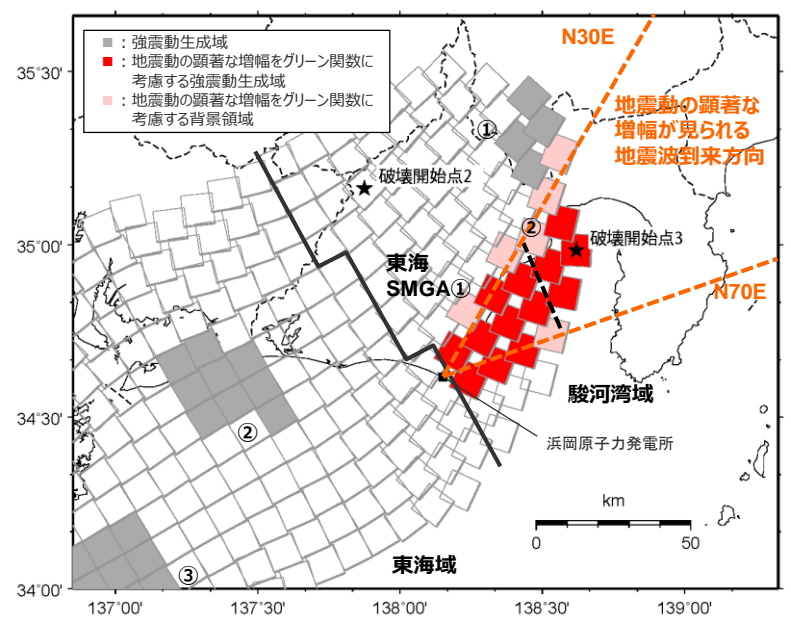 ■：強震動生成域
■：地震動の顕著な増幅をグリーン関数に
考慮する強震動生成域
■：地震動の顕著な増幅をグリーン関数に
考慮する背景領域
N30E
地震動の顕著な
増幅が見られる
地震波到来方向
35°30'
①
★ 破壊開始点2
②
35°00'
★ 破壊開始点3
東海
SMGA①
N70E
34°30'
駿河湾域
②
浜岡原子力発電所
km
0 50
東海域
③
34°00'
137°00' 137°30' 138°00' 138°30' 139°00'